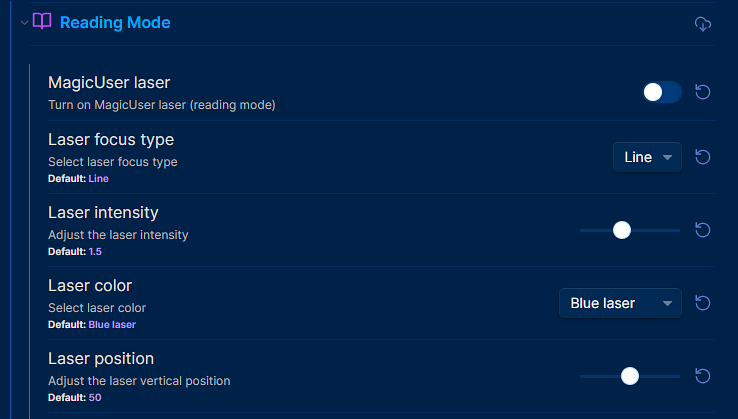 Reading Mode
MagicUser laser
Turn on MagicUser laser (reading mode)
Laser focus type
Select laser focus type
Default: Line
Line
Laser intensity
Adjust the laser intensity
Default: 1.5
Laser color
Select laser color
Default: Blue laser
Blue laser
Laser position
Adjust the laser vertical position
Default: 50